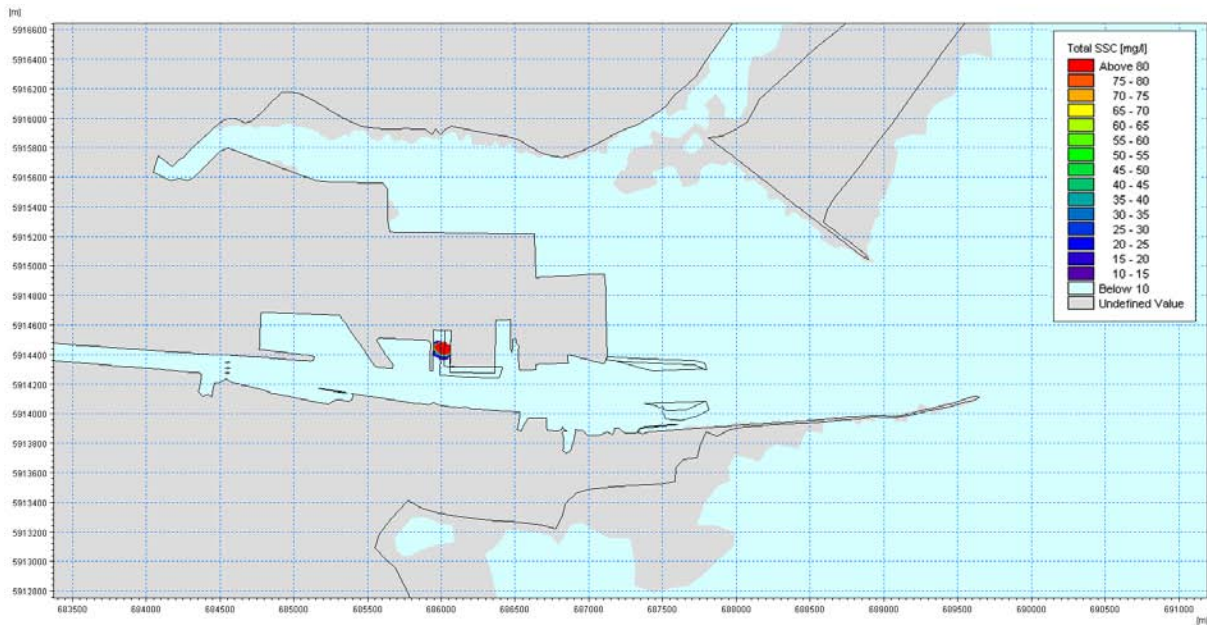 [m]
5916600
5916400
5916200
5916000
5915800
5915600
5915400
5915200
5915000
5914800
5914600
5914400
5914200
5914000
5913800
5913600
5913400
5913200
5913000
5912800
683500 684000 684500 685000 685500 686000 686500 687000 687500 688000 688500 689000 689500 690000 690500 691000
[m]
Total SSC [mg/l]
Above 80
75 - 80
70 - 75
65 - 70
60 - 65
55 - 60
50 - 55
45 - 50
40 - 45
35 - 40
30 - 35
25 - 30
20 - 25
15 - 20
10 - 15
Below 10
Undefined Value